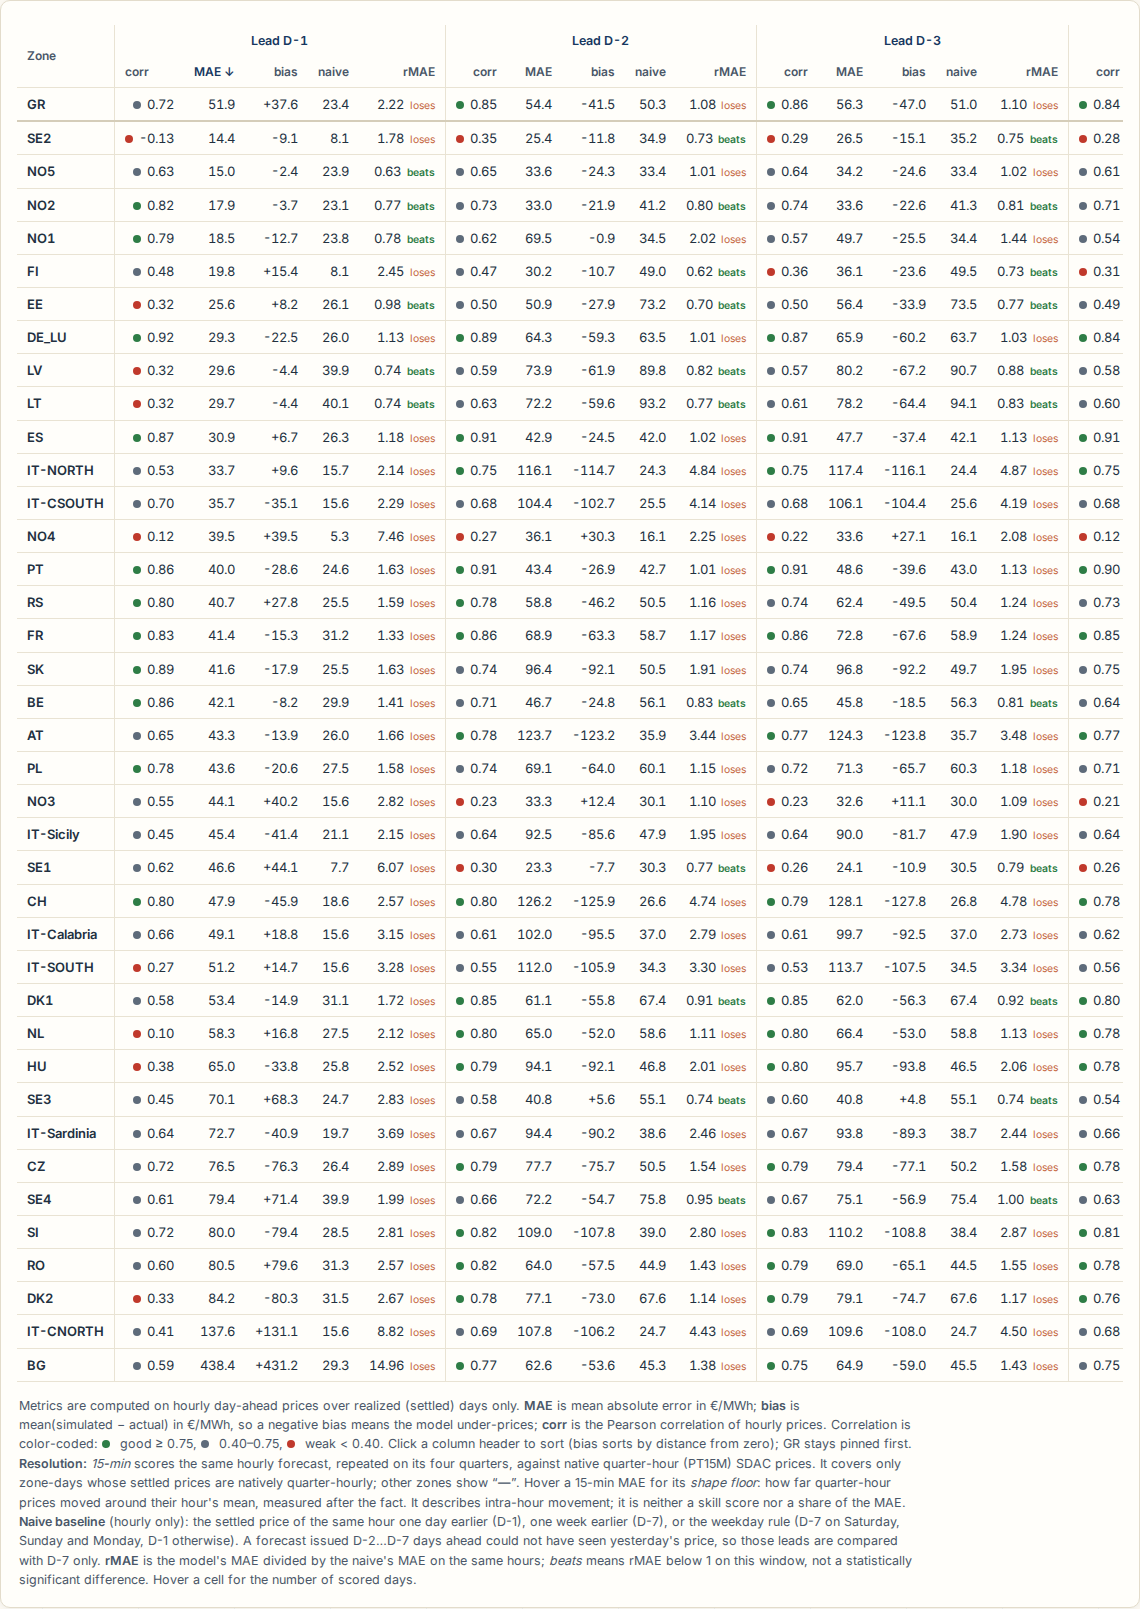 Zone Lead D-1 Lead D-2 Lead D-3
corr MAE ↓ bias naive rMAE corr MAE bias naive rMAE corr MAE bias naive rMAE corr
GR 0.72 51.9 +37.6 23.4 2.22 loses 0.85 54.4 -41.5 50.3 1.08 loses 0.86 56.3 -47.0 51.0 1.10 loses 0.84
SE2 -0.13 14.4 -9.1 8.1 1.78 loses 0.35 25.4 -11.8 34.9 0.73 beats 0.29 26.5 -15.1 35.2 0.75 beats 0.28
NO5 0.63 15.0 -2.4 23.9 0.63 beats 0.65 33.6 -24.3 33.4 1.01 loses 0.64 34.2 -24.6 33.4 1.02 loses 0.61
NO2 0.82 17.9 -3.7 23.1 0.77 beats 0.73 33.0 -21.9 41.2 0.80 beats 0.74 33.6 -22.6 41.3 0.81 beats 0.71
NO1 0.79 18.5 -12.7 23.8 0.78 beats 0.62 69.5 -0.9 34.5 2.02 loses 0.57 49.7 -25.5 34.4 1.44 loses 0.54
FI 0.48 19.8 +15.4 8.1 2.45 loses 0.47 30.2 -10.7 49.0 0.62 beats 0.36 36.1 -23.6 49.5 0.73 beats 0.31
EE 0.32 25.6 +8.2 26.1 0.98 beats 0.50 50.9 -27.9 73.2 0.70 beats 0.50 56.4 -33.9 73.5 0.77 beats 0.49
DE_LU 0.92 29.3 -22.5 26.0 1.13 loses 0.89 64.3 -59.3 63.5 1.01 loses 0.87 65.9 -60.2 63.7 1.03 loses 0.84
LV 0.32 29.6 -4.4 39.9 0.74 beats 0.59 73.9 -61.9 89.8 0.82 beats 0.57 80.2 -67.2 90.7 0.88 beats 0.58
LT 0.32 29.7 -4.4 40.1 0.74 beats 0.63 72.2 -59.6 93.2 0.77 beats 0.61 78.2 -64.4 94.1 0.83 beats 0.60
ES 0.87 30.9 +6.7 26.3 1.18 loses 0.91 42.9 -24.5 42.0 1.02 loses 0.91 47.7 -37.4 42.1 1.13 loses 0.91
IT-NORTH 0.53 33.7 +9.6 15.7 2.14 loses 0.75 116.1 -114.7 24.3 4.84 loses 0.75 117.4 -116.1 24.4 4.87 loses 0.75
IT-CSOUTH 0.70 35.7 -35.1 15.6 2.29 loses 0.68 104.4 -102.7 25.5 4.14 loses 0.68 106.1 -104.4 25.6 4.19 loses 0.68
NO4 0.12 39.5 +39.5 5.3 7.46 loses 0.27 36.1 +30.3 16.1 2.25 loses 0.22 33.6 +27.1 16.1 2.08 loses 0.12
PT 0.86 40.0 -28.6 24.6 1.63 loses 0.91 43.4 -26.9 42.7 1.01 loses 0.91 48.6 -39.6 43.0 1.13 loses 0.90
RS 0.80 40.7 +27.8 25.5 1.59 loses 0.78 58.8 -46.2 50.5 1.16 loses 0.74 62.4 -49.5 50.4 1.24 loses 0.73
FR 0.83 41.4 -15.3 31.2 1.33 loses 0.86 68.9 -63.3 58.7 1.17 loses 0.86 72.8 -67.6 58.9 1.24 loses 0.85
SK 0.89 41.6 -17.9 25.5 1.63 loses 0.74 96.4 -92.1 50.5 1.91 loses 0.74 96.8 -92.2 49.7 1.95 loses 0.75
BE 0.86 42.1 -8.2 29.9 1.41 loses 0.71 46.7 -24.8 56.1 0.83 beats 0.65 45.8 -18.5 56.3 0.81 beats 0.64
AT 0.65 43.3 -13.9 26.0 1.66 loses 0.78 123.7 -123.2 35.9 3.44 loses 0.77 124.3 -123.8 35.7 3.48 loses 0.77
PL 0.78 43.6 -20.6 27.5 1.58 loses 0.74 69.1 -64.0 60.1 1.15 loses 0.72 71.3 -65.7 60.3 1.18 loses 0.71
NO3 0.55 44.1 +40.2 15.6 2.82 loses 0.23 33.3 +12.4 30.1 1.10 loses 0.23 32.6 +11.1 30.0 1.09 loses 0.21
IT-Sicily 0.45 45.4 -41.4 21.1 2.15 loses 0.64 92.5 -85.6 47.9 1.95 loses 0.64 90.0 -81.7 47.9 1.90 loses 0.64
SE1 0.62 46.6 +44.1 7.7 6.07 loses 0.30 23.3 -7.7 30.3 0.77 beats 0.26 24.1 -10.9 30.5 0.79 beats 0.26
CH 0.80 47.9 -45.9 18.6 2.57 loses 0.80 126.2 -125.9 26.6 4.74 loses 0.79 128.1 -127.8 26.8 4.78 loses 0.78
IT-Calabria 0.66 49.1 +18.8 15.6 3.15 loses 0.61 102.0 -95.5 37.0 2.79 loses 0.61 99.7 -92.5 37.0 2.73 loses 0.62
IT-SOUTH 0.27 51.2 +14.7 15.6 3.28 loses 0.55 112.0 -105.9 34.3 3.30 loses 0.53 113.7 -107.5 34.5 3.34 loses 0.56
DK1 0.58 53.4 -14.9 31.1 1.72 loses 0.85 61.1 -55.8 67.4 0.91 beats 0.85 62.0 -56.3 67.4 0.92 beats 0.80
NL 0.10 58.3 +16.8 27.5 2.12 loses 0.80 65.0 -52.0 58.6 1.11 loses 0.80 66.4 -53.0 58.8 1.13 loses 0.78
HU 0.38 65.0 -33.8 25.8 2.52 loses 0.79 94.1 -92.1 46.8 2.01 loses 0.80 95.7 -93.8 46.5 2.06 loses 0.78
SE3 0.45 70.1 +68.3 24.7 2.83 loses 0.58 40.8 +5.6 55.1 0.74 beats 0.60 40.8 +4.8 55.1 0.74 beats 0.54
IT-Sardinia 0.64 72.7 -40.9 19.7 3.69 loses 0.67 94.4 -90.2 38.6 2.46 loses 0.67 93.8 -89.3 38.7 2.44 loses 0.66
CZ 0.72 76.5 -76.3 26.4 2.89 loses 0.79 77.7 -75.7 50.5 1.54 loses 0.79 79.4 -77.1 50.2 1.58 loses 0.78
SE4 0.61 79.4 +71.4 39.9 1.99 loses 0.66 72.2 -54.7 75.8 0.95 beats 0.67 75.1 -56.9 75.4 1.00 beats 0.63
SI 0.72 80.0 -79.4 28.5 2.81 loses 0.82 109.0 -107.8 39.0 2.80 loses 0.83 110.2 -108.8 38.4 2.87 loses 0.81
RO 0.60 80.5 +79.6 31.3 2.57 loses 0.82 64.0 -57.5 44.9 1.43 loses 0.79 69.0 -65.1 44.5 1.55 loses 0.78
DK2 0.33 84.2 -80.3 31.5 2.67 loses 0.78 77.1 -73.0 67.6 1.14 loses 0.79 79.1 -74.7 67.6 1.17 loses 0.76
IT-CNORTH 0.41 137.6 +131.1 15.6 8.82 loses 0.69 107.8 -106.2 24.7 4.43 loses 0.69 109.6 -108.0 24.7 4.50 loses 0.68
BG 0.59 438.4 +431.2 29.3 14.96 loses 0.77 62.6 -53.6 45.3 1.38 loses 0.75 64.9 -59.0 45.5 1.43 loses 0.75
Metrics are computed on hourly day-ahead prices over realized (settled) days only. MAE is mean absolute error in €/MWh; bias is
mean(simulated − actual) in €/MWh, so a negative bias means the model under-prices; corr is the Pearson correlation of hourly prices. Correlation is
color-coded: good ≥ 0.75, 0.40–0.75, weak < 0.40. Click a column header to sort (bias sorts by distance from zero); GR stays pinned first.
Resolution: 15-min scores the same hourly forecast, repeated on its four quarters, against native quarter-hour (PT15M) SDAC prices. It covers only
zone-days whose settled prices are natively quarter-hourly; other zones show “—”. Hover a 15-min MAE for its shape floor: how far quarter-hour
prices moved around their hour's mean, measured after the fact. It describes intra-hour movement; it is neither a skill score nor a share of the MAE.
Naive baseline (hourly only): the settled price of the same hour one day earlier (D-1), one week earlier (D-7), or the weekday rule (D-7 on Saturday,
Sunday and Monday, D-1 otherwise). A forecast issued D-2…D-7 days ahead could not have seen yesterday's price, so those leads are compared
with D-7 only. rMAE is the model's MAE divided by the naive's MAE on the same hours; beats means rMAE below 1 on this window, not a statistically
significant difference. Hover a cell for the number of scored days.